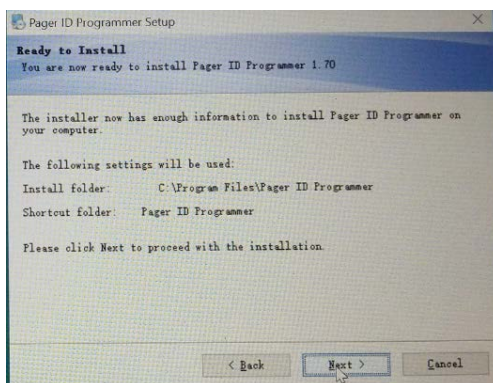 Pager ID Programmer Setup
Ready to Install
You are now ready to install Pager ID Programmer 1.70
The installer now has enough information to install Pager ID Programmer on
your computer.
The following settings will be used:
Install folder: C:\Program Files\Pager ID Programmer
Shortcut folder: Pager ID Programmer
Please click Next to proceed with the installation.
< Back Next > Cancel